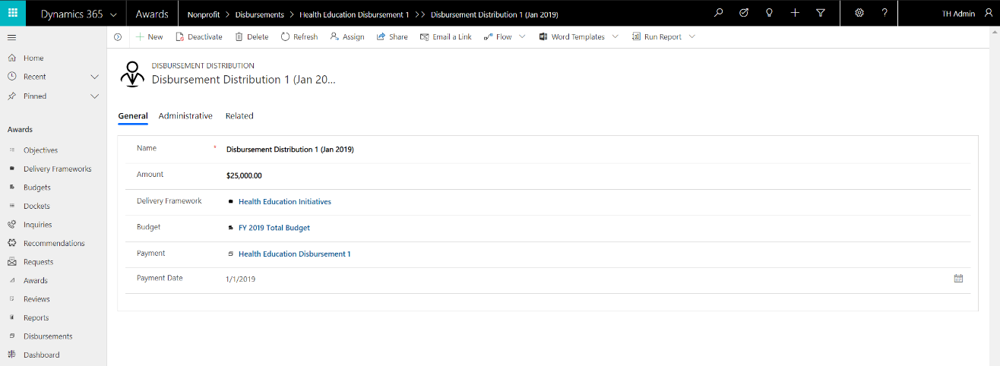 Dynamics 365 Awards Nonprofit > Disbursements > Health Education Disbursement 1 >> Disbursement Distribution 1 (Jan 2019) ? TH Admin
New Deactivate Delete Refresh Assign Share Email a Link Flow Word Templates Run Report
Home
Recent
Pinned
Awards
Objectives
Delivery Frameworks
Budgets
Dockets
Inquiries
Recommendations
Requests
Awards
Reviews
Reports
Disbursements
Dashboard
DISBURSEMENT DISTRIBUTION
Disbursement Distribution 1 (Jan 20...
General Administrative Related
Name * Disbursement Distribution 1 (Jan 2019)
Amount $25,000.00
Delivery Framework Health Education Initiatives
Budget FY 2019 Total Budget
Payment Health Education Disbursement 1
Payment Date 1/1/2019